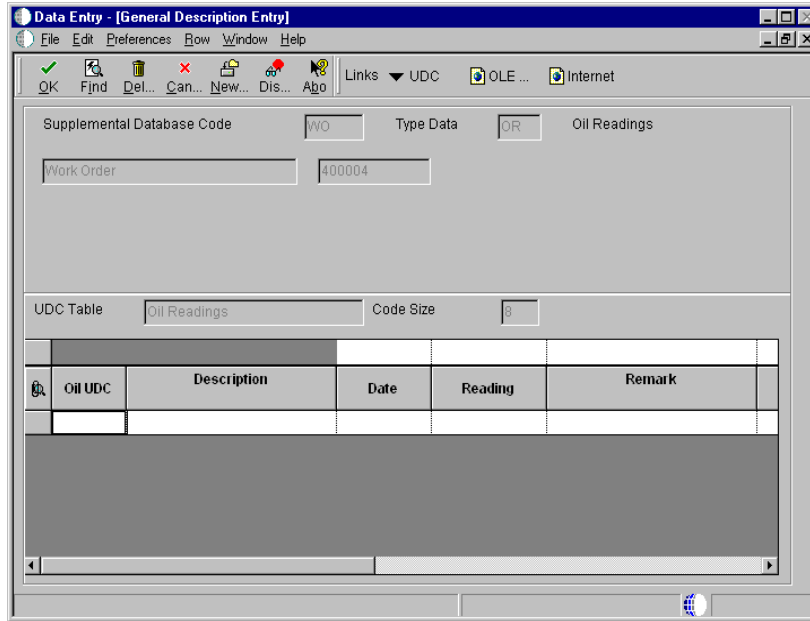 Data Entry - [General Description Entry]
File Edit Preferences Row Window Help
OK Find Del... Can... New... Dis... Abo Links UDC OLE ... Internet
Supplemental Database Code WO Type Data OR Oil Readings
Work Order 400004
UDC Table Oil Readings Code Size 8
Oil UDC Description Date Reading Remark